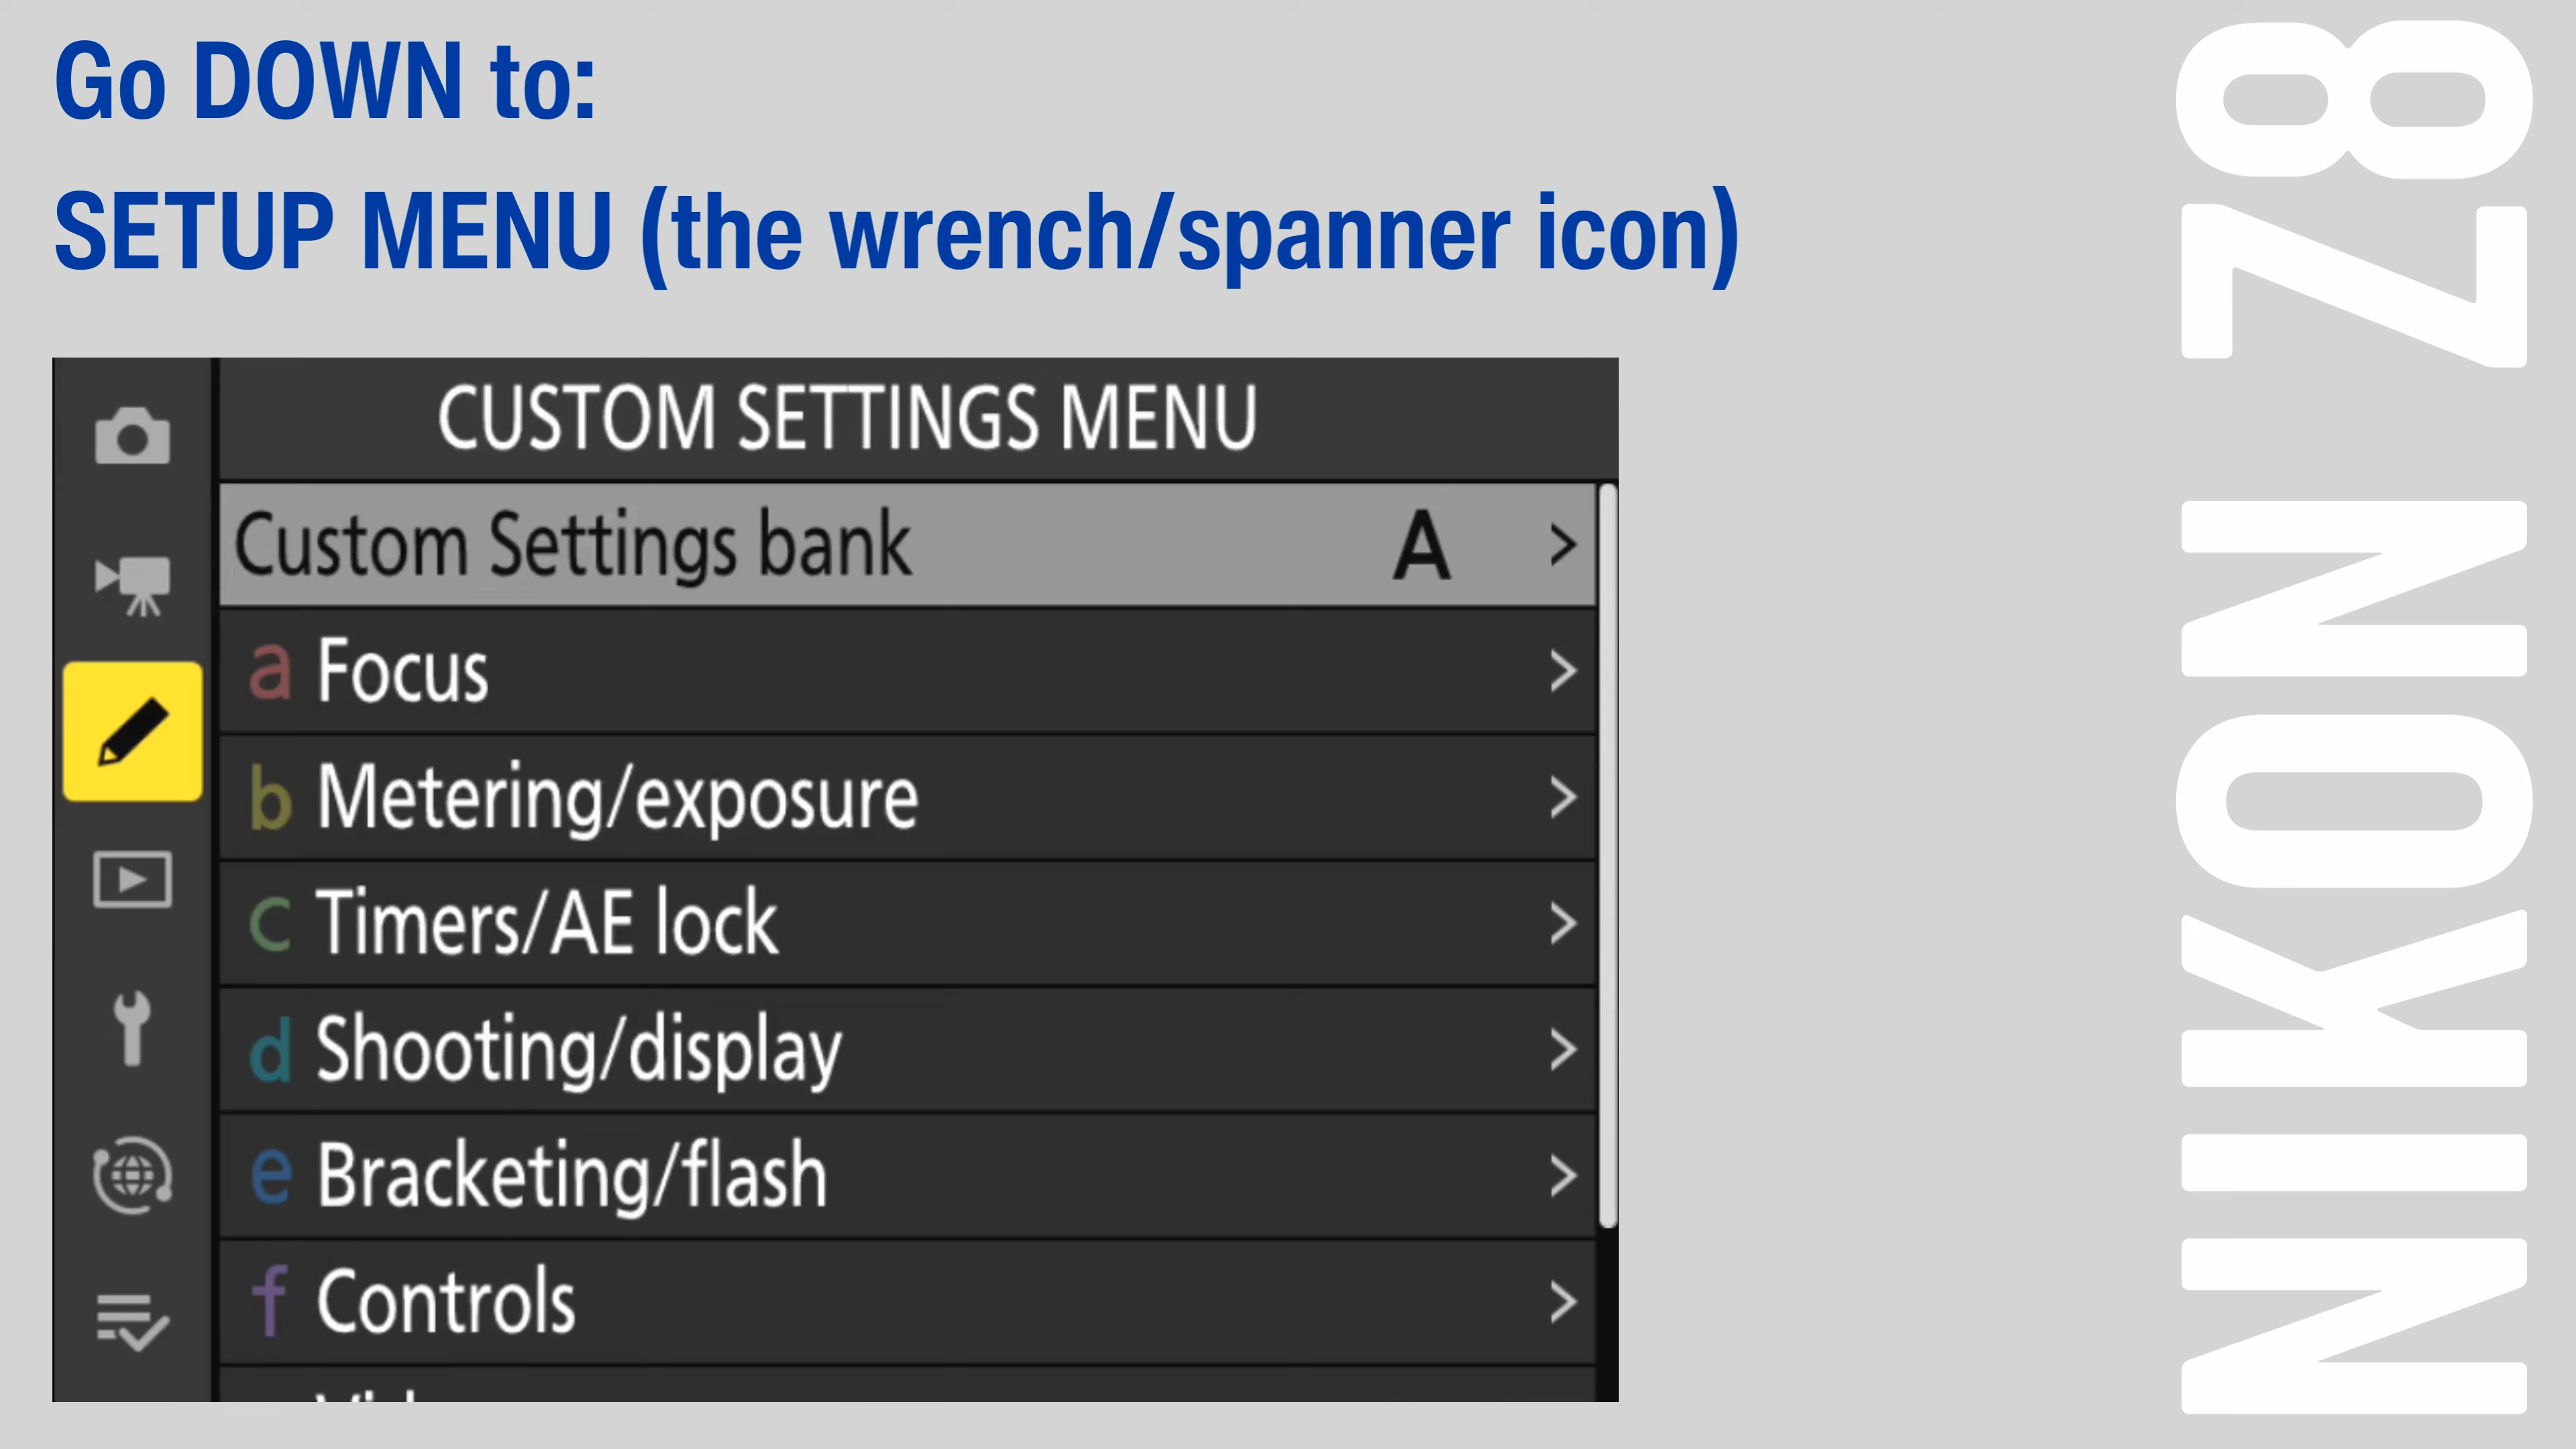 Go DOWN to:
SETUP MENU (the wrench/spanner icon)
CUSTOM SETTINGS MENU
Custom Settings bank A >
a Focus >
b Metering/exposure >
c Timers/AE lock >
d Shooting/display >
e Bracketing/flash >
f Controls >
NIKON Z8